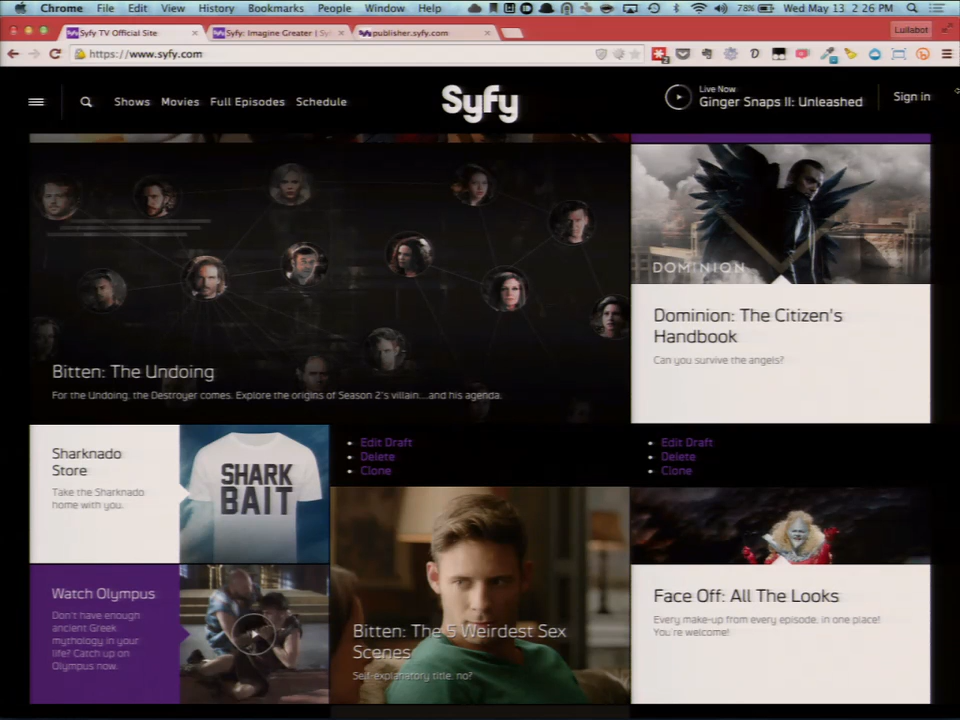 Chrome File Edit View History Bookmarks People Window Help 78% Wed May 13 2:26 PM
Syfy TV Official Site
Syfy: Imagine Greater | Sy
publisher.syfy.com
Lullabot
https://www.syfy.com
Shows Movies Full Episodes Schedule
Syfy
Live Now
Ginger Snaps II: Unleashed
Sign in
Bitten: The Undoing
For the Undoing, the Destroyer comes. Explore the origins of Season 2's villain...and his agenda.
DOMINION
Dominion: The Citizen's
Handbook
Can you survive the angels?
Sharknado
Store
Take the Sharknado
home with you.
SHARK
BAIT
Edit Draft
Delete
Clone
Edit Draft
Delete
Clone
Watch Olympus
Don't have enough
ancient Greek
mythology in your
life? Catch up on
Olympus now.
Bitten: The 5 Weirdest Sex
Scenes
Self-explanatory title, no?
Face Off: All The Looks
Every make-up from every episode, in one place!
You're welcome!